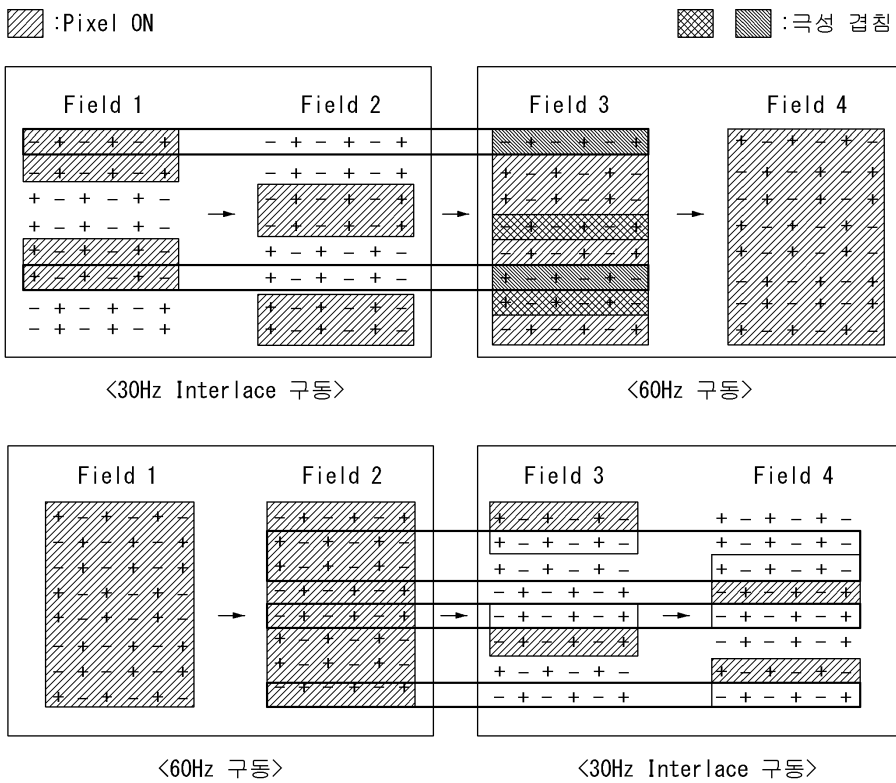 :Pixel ON
:극성 겹침
Field 1
Field 2
Field 3
Field 4
<30Hz Interlace 구동>
<60Hz 구동>
Field 1
Field 2
Field 3
Field 4
<60Hz 구동>
<30Hz Interlace 구동>